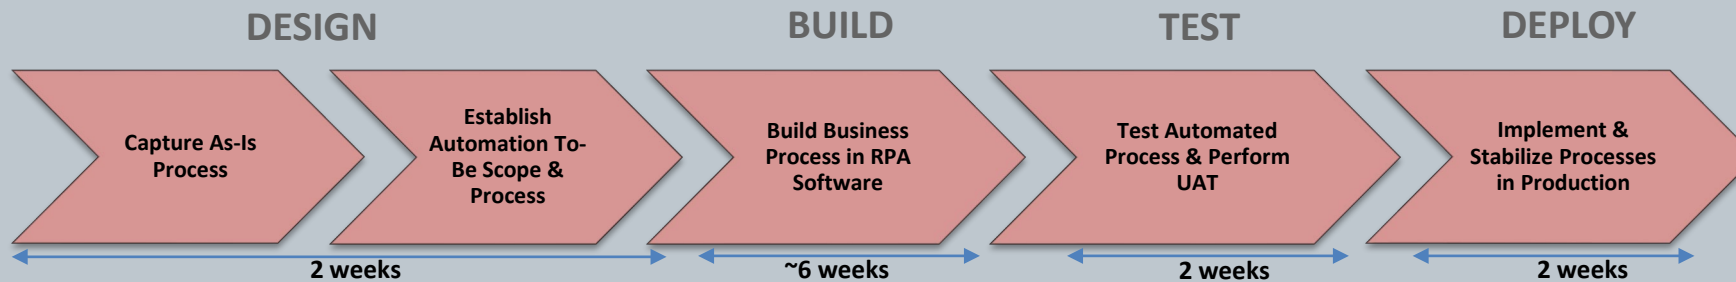 DESIGN
BUILD
TEST
DEPLOY
Capture As-Is
Process
Establish
Automation To-
Be Scope &
Process
Build Business
Process in RPA
Software
Test Automated
Process & Perform
UAT
Implement &
Stabilize Processes
in Production
2 weeks
~6 weeks
2 weeks
2 weeks